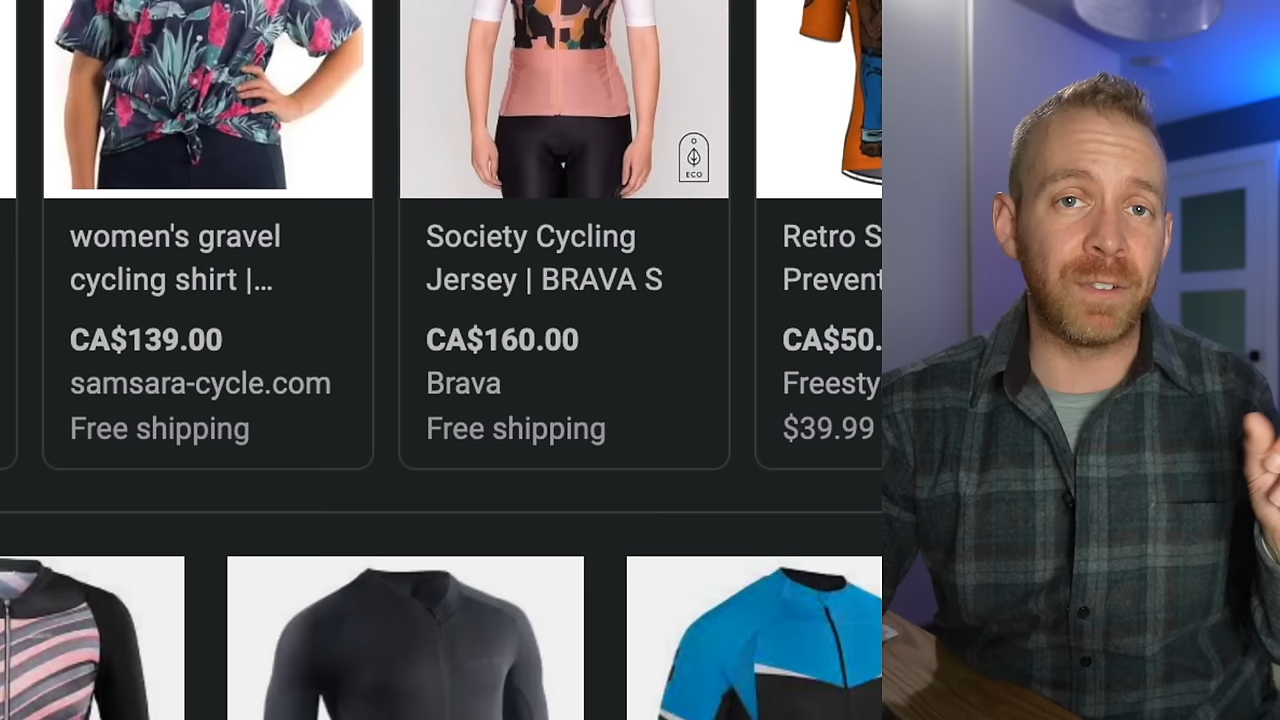 ECO
women's gravel
cycling shirt |...
CA$139.00
samsara-cycle.com
Free shipping
Society Cycling
Jersey | BRAVA S
CA$160.00
Brava
Free shipping
Retro S
Prevent
CA$50.
Freesty
$39.99